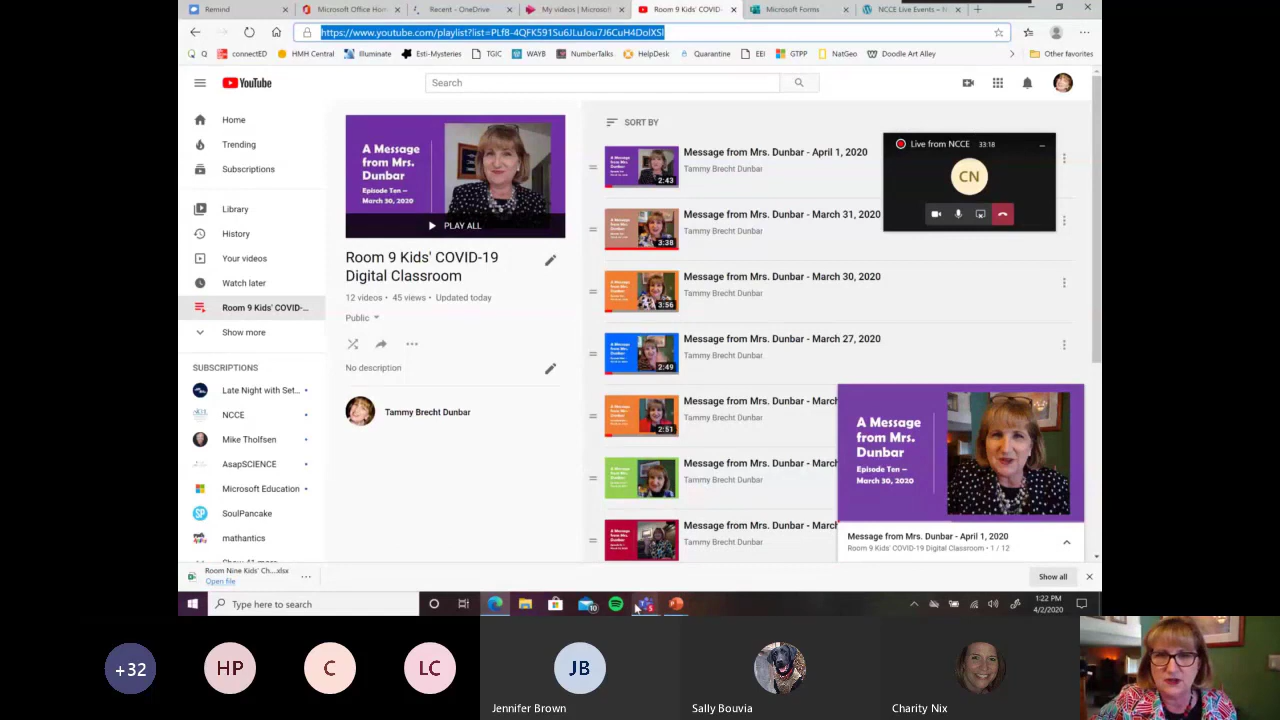 Remind
Microsoft Office Hom
Recent - OneDrive
My videos | Microsoft
Room 9 Kids' COVID-
Microsoft Forms
NCCE Live Events – N
https://www.youtube.com/playlist?list=PLf8-4QFK591Su6JLuJou7J6CuH4DolXSI
Q
connectED
HMH Central
Illuminate
Esti-Mysteries
TGIC
WAYB
NumberTalks
HelpDesk
Quarantine
EEi
GTPP
NatGeo
Doodle Art Alley
Other favorites
YouTube
Search
Home
Trending
Subscriptions
Library
History
Your videos
Watch later
Room 9 Kids' COVID-...
Show more
SUBSCRIPTIONS
Late Night with Set...
NCCE
Mike Tholfsen
AsapSCIENCE
Microsoft Education
SoulPancake
mathantics
A Message
from Mrs.
Dunbar
Episode Ten –
March 30, 2020
PLAY ALL
Room 9 Kids' COVID-19
Digital Classroom
12 videos • 45 views • Updated today
Public
No description
Tammy Brecht Dunbar
SORT BY
Message from Mrs. Dunbar - April 1, 2020
Tammy Brecht Dunbar
2:43
Message from Mrs. Dunbar - March 31, 2020
Tammy Brecht Dunbar
3:38
Message from Mrs. Dunbar - March 30, 2020
Tammy Brecht Dunbar
3:56
Message from Mrs. Dunbar - March 27, 2020
Tammy Brecht Dunbar
2:49
Message from Mrs. Dunbar - March
Tammy Brecht Dunbar
2:51
Message from Mrs. Dunbar - March
Tammy Brecht Dunbar
Message from Mrs. Dunbar - March
Tammy Brecht Dunbar
Live from NCCE 33:18
CN
A Message
from Mrs.
Dunbar
Episode Ten –
March 30, 2020
Message from Mrs. Dunbar - April 1, 2020
Room 9 Kids' COVID-19 Digital Classroom - 1 / 12
Room Nine Kids' Ch....xlsx
Open file
Show all
Type here to search
10
1:22 PM
4/2/2020
+32
HP
C
LC
JB
Jennifer Brown
Sally Bouvia
Charity Nix